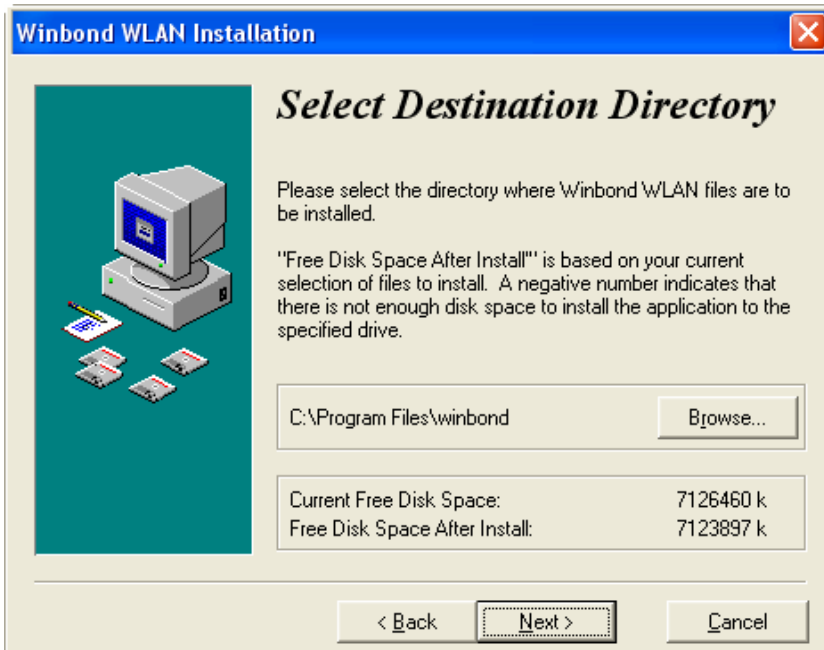 Winbond WLAN Installation
Select Destination Directory
Please select the directory where Winbond WLAN files are to
be installed.
"Free Disk Space After Install'" is based on your current
selection of files to install.  A negative number indicates that
there is not enough disk space to install the application to the
specified drive.
C:\Program Files\winbond
Browse...
Current Free Disk Space: 7126460 k
Free Disk Space After Install: 7123897 k
< Back Next > Cancel